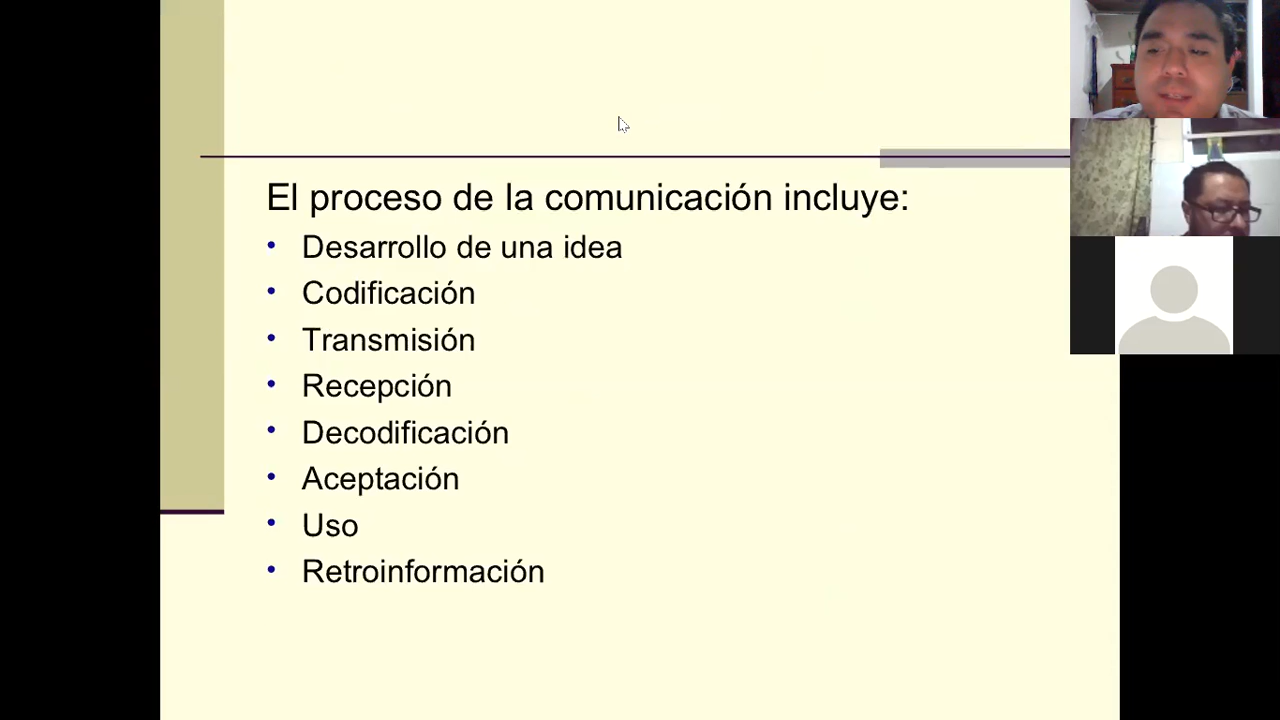 El proceso de la comunicación incluye:
• Desarrollo de una idea
• Codificación
• Transmisión
• Recepción
• Decodificación
• Aceptación
• Uso
• Retroinformación